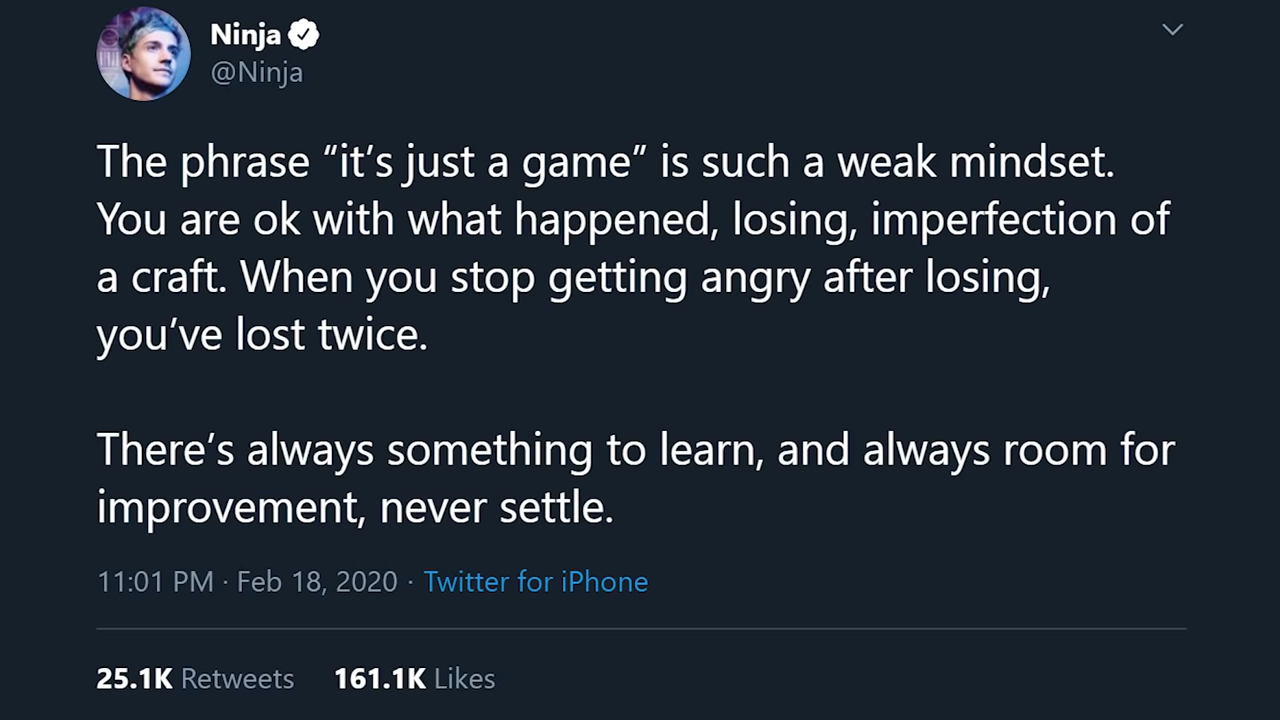 Ninja
@Ninja
The phrase “it’s just a game” is such a weak mindset.
You are ok with what happened, losing, imperfection of
a craft. When you stop getting angry after losing,
you’ve lost twice.
There’s always something to learn, and always room for
improvement, never settle.
11:01 PM · Feb 18, 2020 · Twitter for iPhone
25.1K Retweets 161.1K Likes